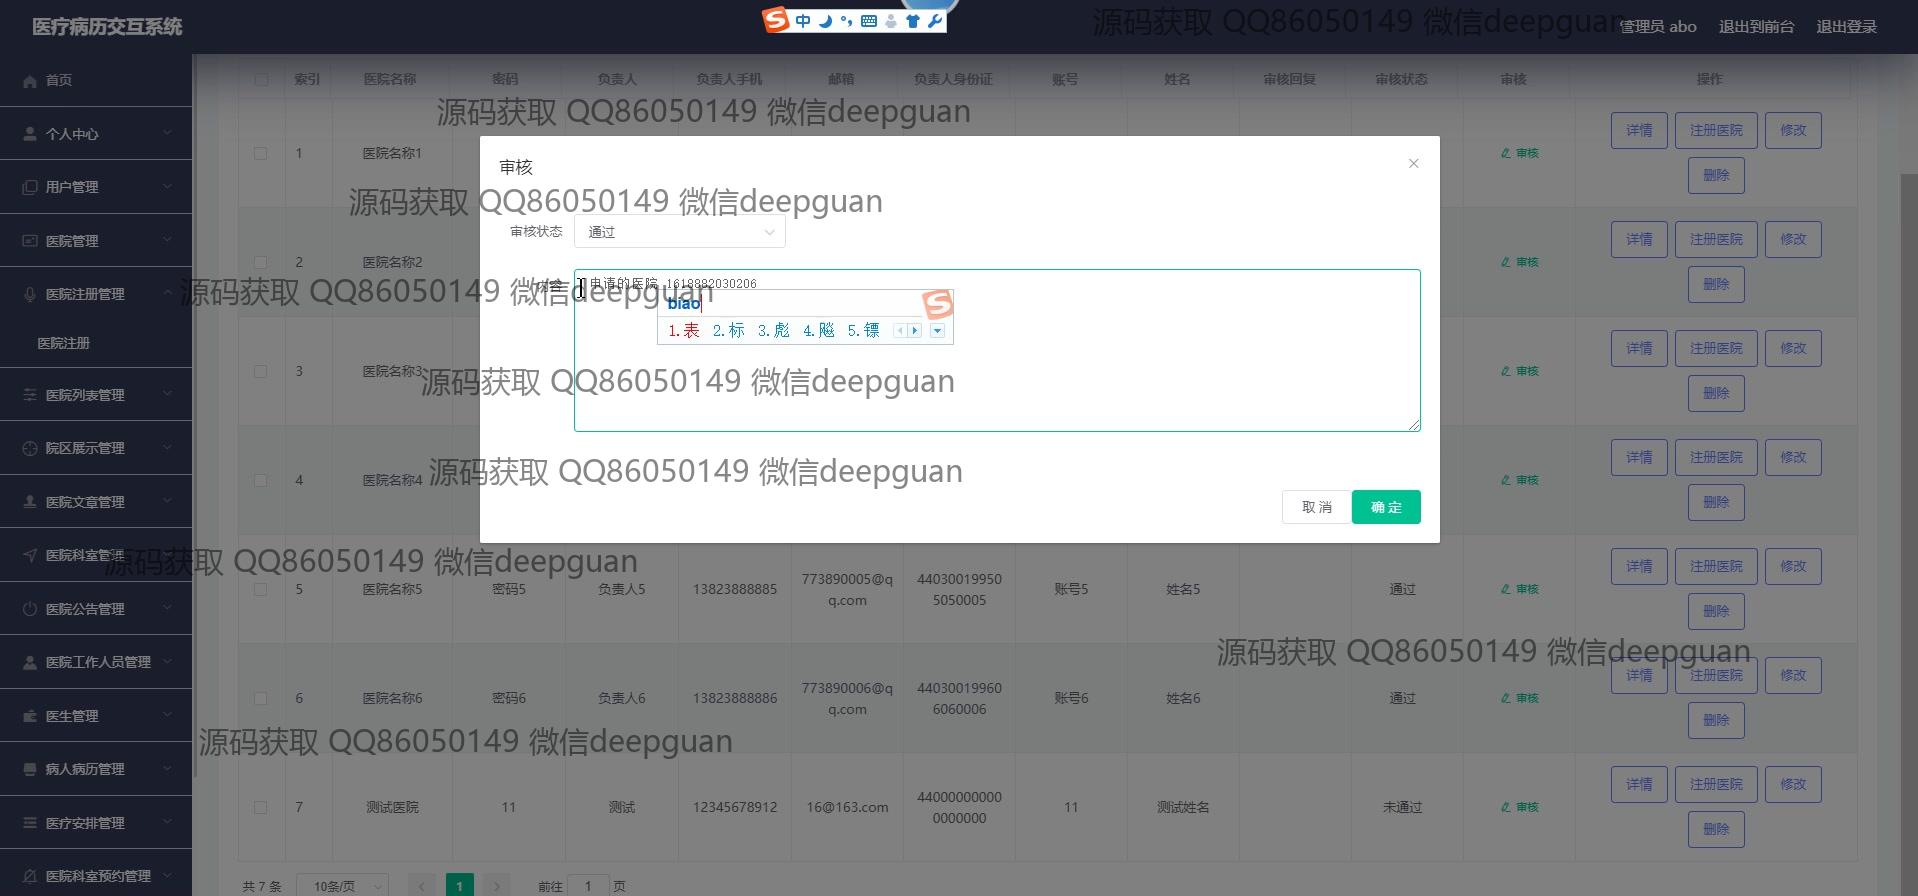 医疗病历交互系统
中
源码获取 QQ86050149 微信deepguan
管理员 abo 退出到前台 退出登录
首页
个人中心
用户管理
医院管理
医院注册管理
医院注册
医院列表管理
院区展示管理
医院文章管理
医院科室管理
医院公告管理
医院工作人员管理
医生管理
病人病历管理
医疗安排管理
医院科室预约管理
索引 医院名称 密码 负责人 负责人手机 邮箱 负责人身份证 账号 姓名 审核回复 审核状态 审核 操作
源码获取 QQ86050149 微信deepguan
1 医院名称1 审核 详情 注册医院 修改
删除
审核
源码获取 QQ86050149 微信deepguan
审核状态 通过
2 医院名称2 审核 详情 注册医院 修改
删除
内容 申请的医院 1618882030206
源码获取 QQ86050149 微信deepguan
biao
1.表 2.标 3.彪 4.飚 5.镖
3 医院名称3 审核 详情 注册医院 修改
删除
源码获取 QQ86050149 微信deepguan
4 医院名称4 审核 详情 注册医院 修改
删除
源码获取 QQ86050149 微信deepguan
取消 确定
源码获取 QQ86050149 微信deepguan
5 医院名称5 密码5 负责人5 13823888885 773890005@q
q.com 44030019950
5050005 账号5 姓名5 通过 审核 详情 注册医院 修改
删除
源码获取 QQ86050149 微信deepguan
6 医院名称6 密码6 负责人6 13823888886 773890006@q
q.com 44030019960
6060006 账号6 姓名6 通过 审核 详情 注册医院 修改
删除
源码获取 QQ86050149 微信deepguan
7 测试医院 11 测试 12345678912 16@163.com 44000000000
0000000 11 测试姓名 未通过 审核 详情 注册医院 修改
删除
共 7 条 10条/页 1 前往 1 页